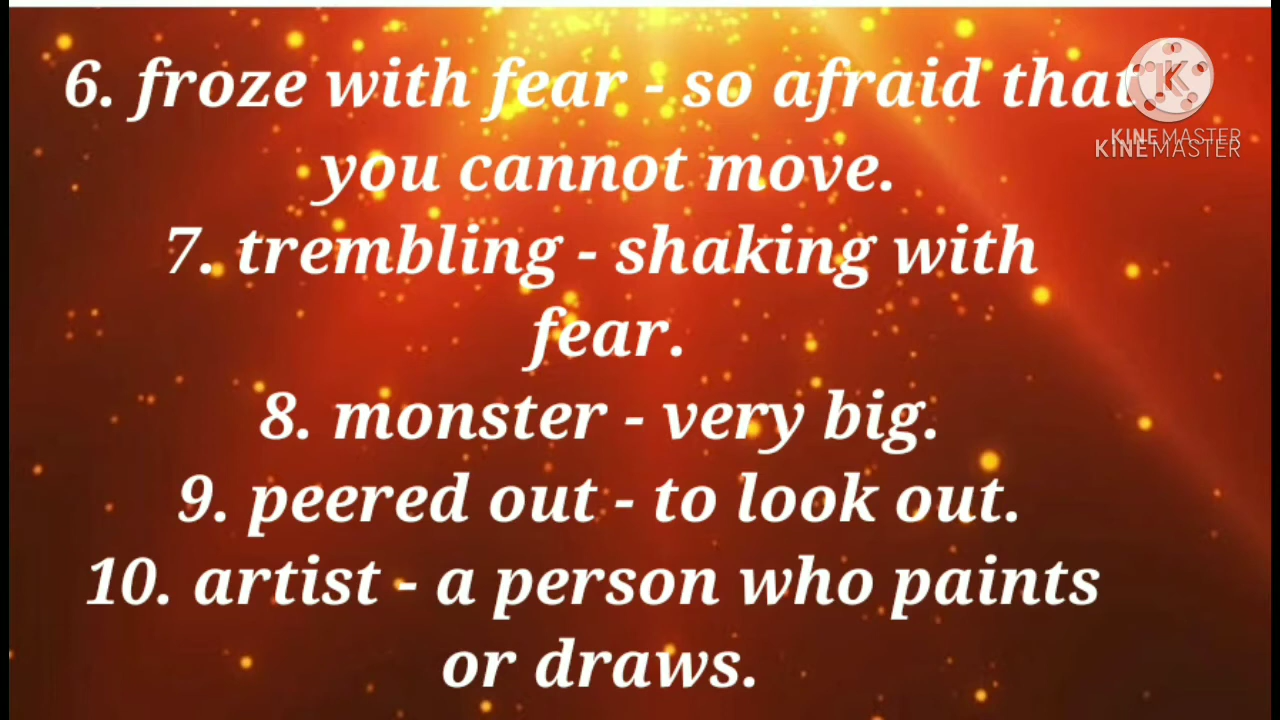 6. froze with fear - so afraid that
you cannot move.
7. trembling - shaking with
fear.
8. monster - very big.
9. peered out - to look out.
10. artist - a person who paints
or draws.
K
KINEMASTER
KINEMASTER